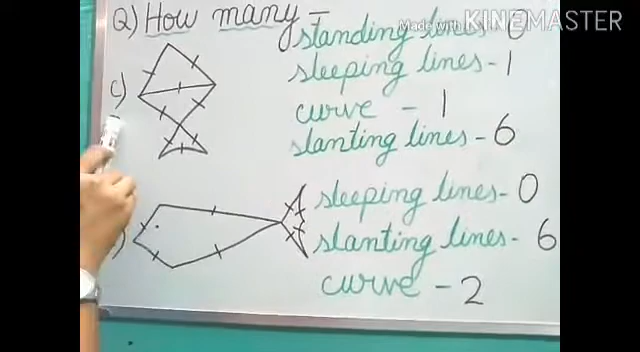 Q) How many -
Made with KINEMASTER
standing lines - 0
sleeping lines - 1
c)
curve - 1
slanting lines - 6
sleeping lines - 0
)
slanting lines - 6
curve - 2